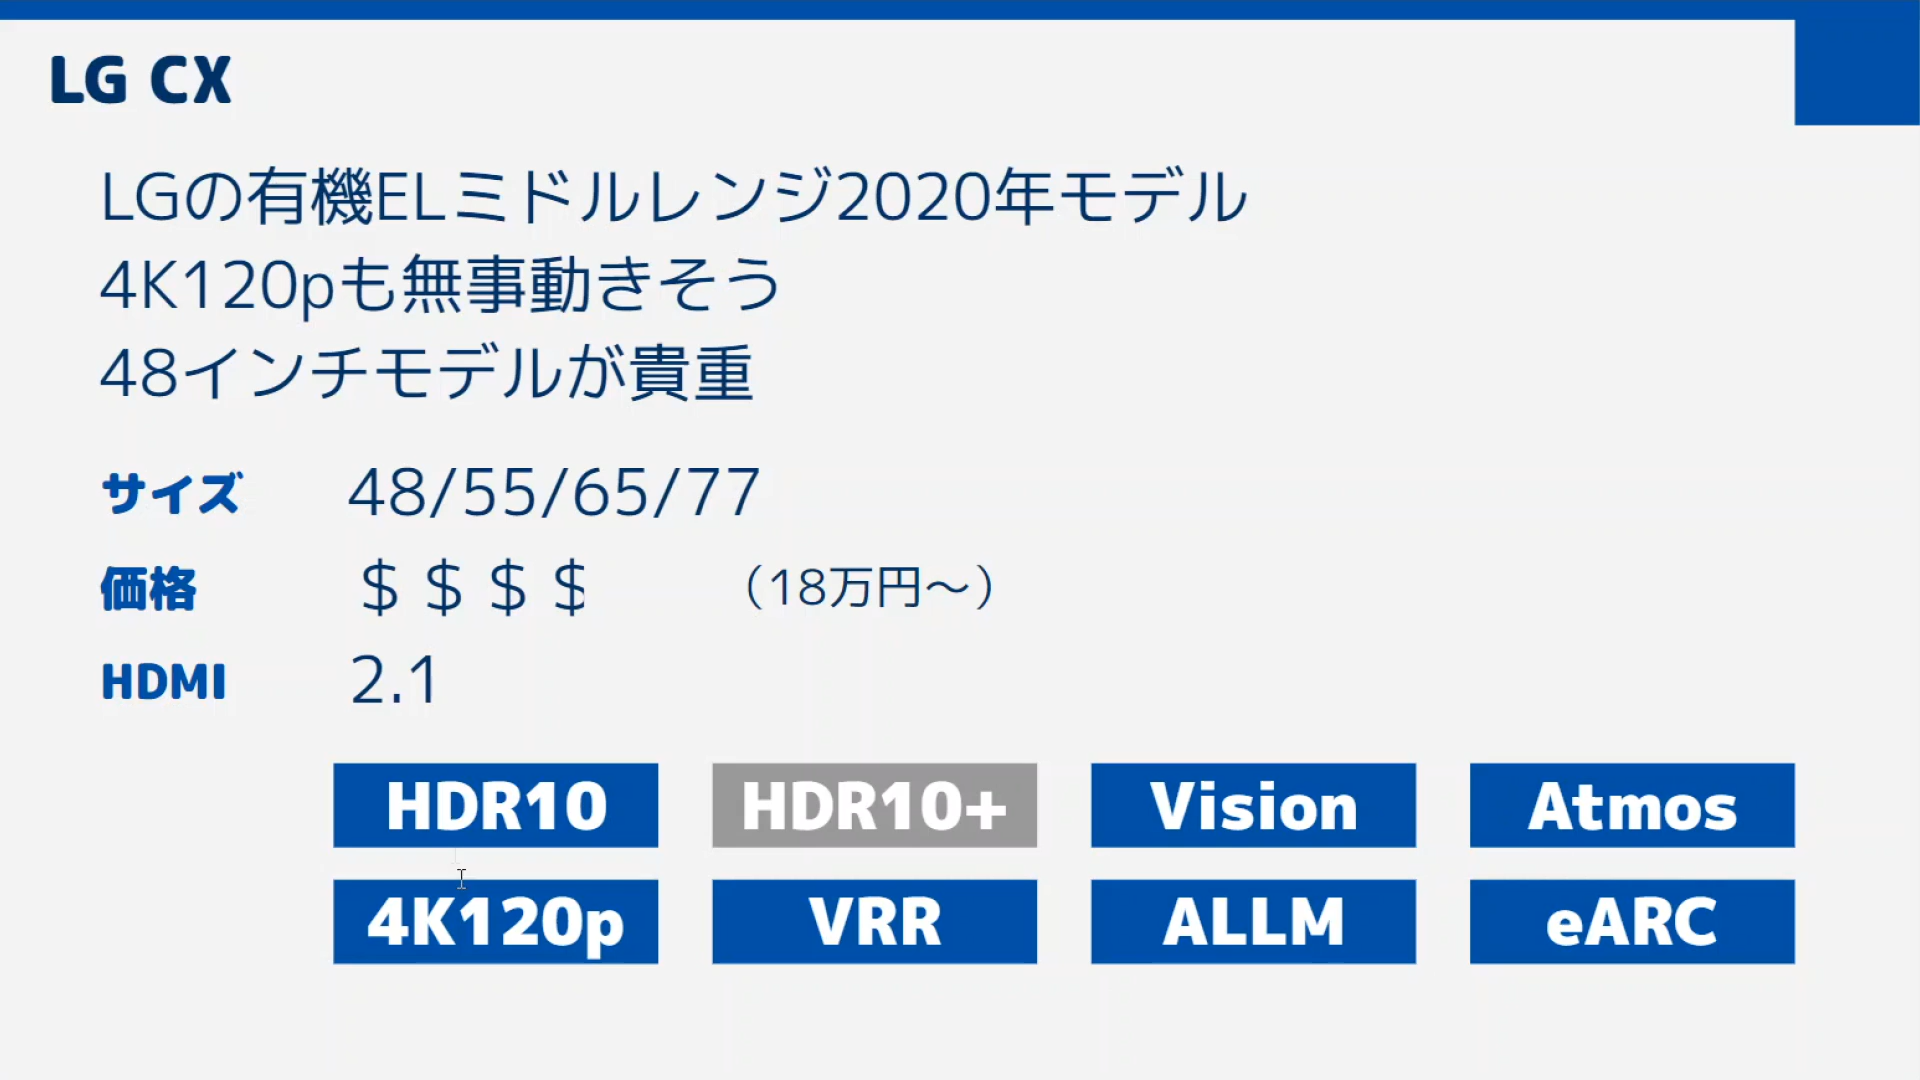 LG CX
LGの有機ELミドルレンジ2020年モデル
4K120pも無事動きそう
48インチモデルが貴重
サイズ 48/55/65/77
価格 ＄＄＄＄ （18万円～）
HDMI 2.1
HDR10 HDR10+ Vision Atmos
4K120p VRR ALLM eARC